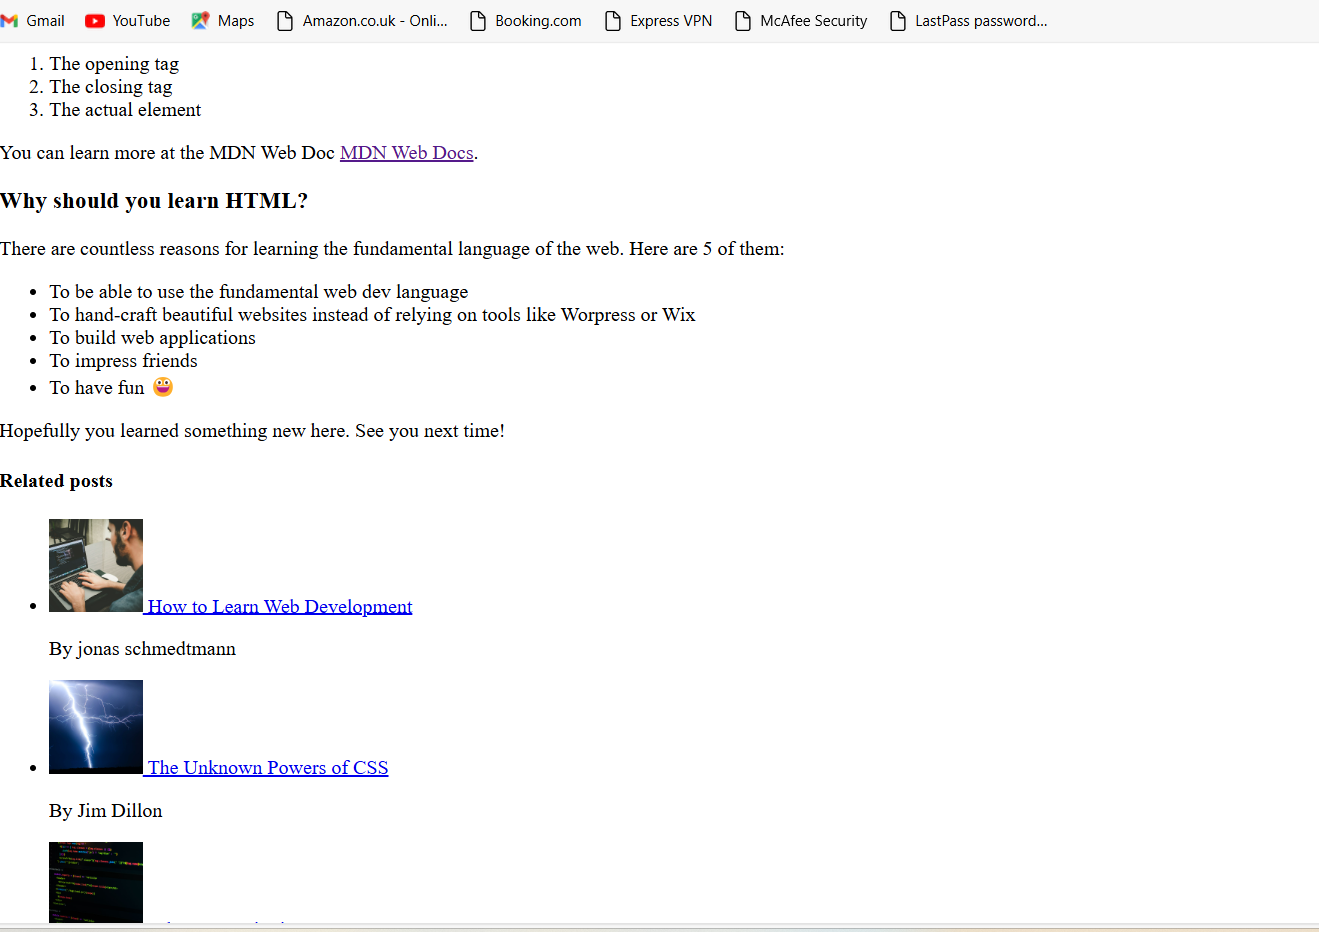 Gmail YouTube Maps Amazon.co.uk - Onli... Booking.com Express VPN McAfee Security LastPass password...
1. The opening tag
2. The closing tag
3. The actual element
You can learn more at the MDN Web Doc MDN Web Docs.
Why should you learn HTML?
There are countless reasons for learning the fundamental language of the web. Here are 5 of them:
• To be able to use the fundamental web dev language
• To hand-craft beautiful websites instead of relying on tools like Worpress or Wix
• To build web applications
• To impress friends
• To have fun 😀
Hopefully you learned something new here. See you next time!
Related posts
• How to Learn Web Development
By jonas schmedtmann
• The Unknown Powers of CSS
By Jim Dillon